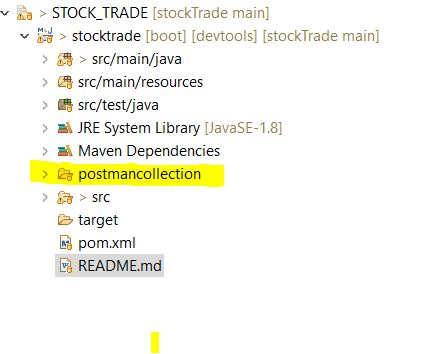 > STOCK_TRADE [stockTrade main]
> stocktrade [boot] [devtools] [stockTrade main]
> src/main/java
src/main/resources
src/test/java
JRE System Library [JavaSE-1.8]
Maven Dependencies
postmancollection
> src
target
pom.xml
README.md